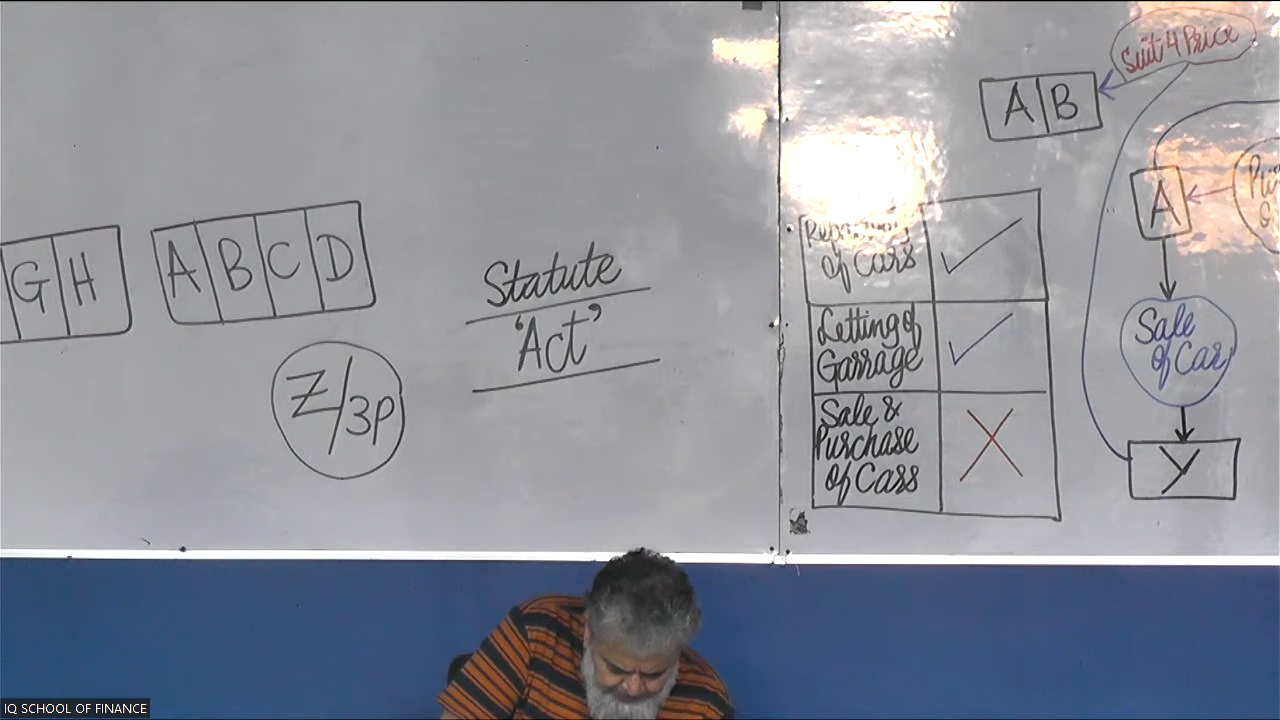 Suit 4 Price
A B
A
G H
A B C D
Statute
'Act'
Z/3p
Repairing
of Cars
Letting of
Garrage
Sale &
Purchase
of Cars
Sale
of Car
Y
IQ SCHOOL OF FINANCE